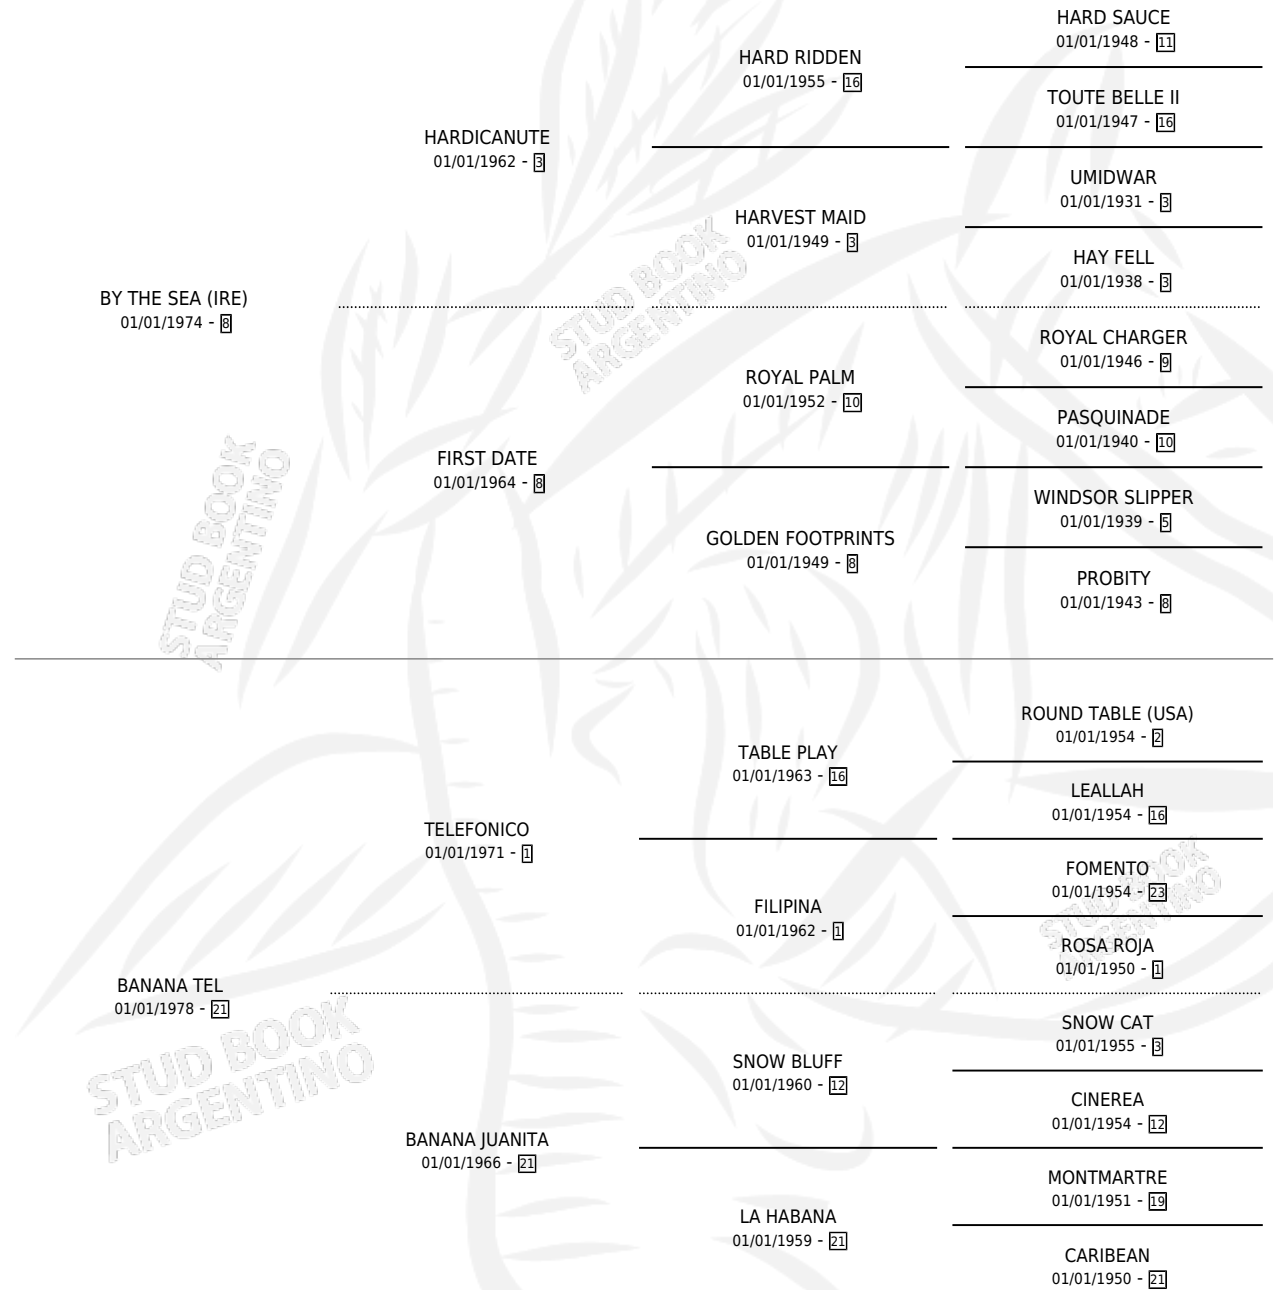 HARD SAUCE
01/01/1948 - 11
HARD RIDDEN
01/01/1955 - 16
TOUTE BELLE II
01/01/1947 - 16
HARDICANUTE
01/01/1962 - 3
UMIDWAR
01/01/1931 - 3
HARVEST MAID
01/01/1949 - 3
HAY FELL
01/01/1938 - 3
BY THE SEA (IRE)
01/01/1974 - 8
ROYAL CHARGER
01/01/1946 - 9
ROYAL PALM
01/01/1952 - 10
PASQUINADE
01/01/1940 - 10
FIRST DATE
01/01/1964 - 8
WINDSOR SLIPPER
01/01/1939 - 5
GOLDEN FOOTPRINTS
01/01/1949 - 8
PROBITY
01/01/1943 - 8
STUD BOOK
ARGENTINO
STUD BOOK
ARGENTINO
ROUND TABLE (USA)
01/01/1954 - 2
TABLE PLAY
01/01/1963 - 16
LEALLAH
01/01/1954 - 16
TELEFONICO
01/01/1971 - 1
FOMENTO
01/01/1954 - 23
FILIPINA
01/01/1962 - 1
ROSA ROJA
01/01/1950 - 1
STUD BOOK
ARGENTINO
BANANA TEL
01/01/1978 - 21
SNOW CAT
01/01/1955 - 3
SNOW BLUFF
01/01/1960 - 12
CINEREA
01/01/1954 - 12
STUD BOOK
ARGENTINO
BANANA JUANITA
01/01/1966 - 21
MONTMARTRE
01/01/1951 - 19
LA HABANA
01/01/1959 - 21
CARIBEAN
01/01/1950 - 21